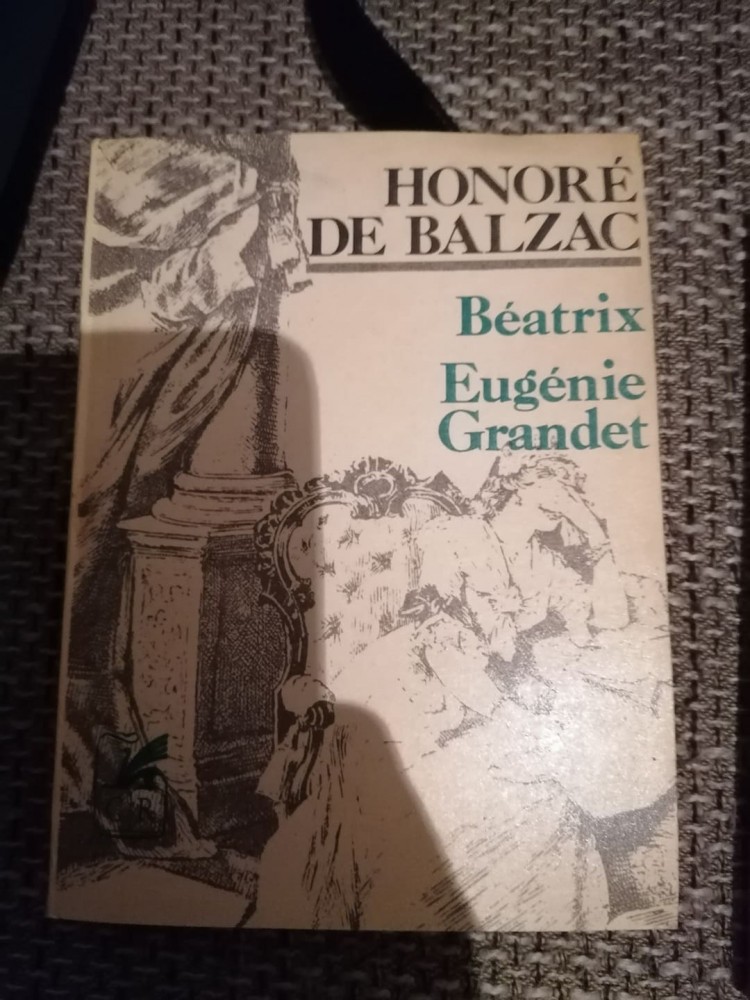 HONORÉ
DE BALZAC
Béatrix
Eugénie
Grandet